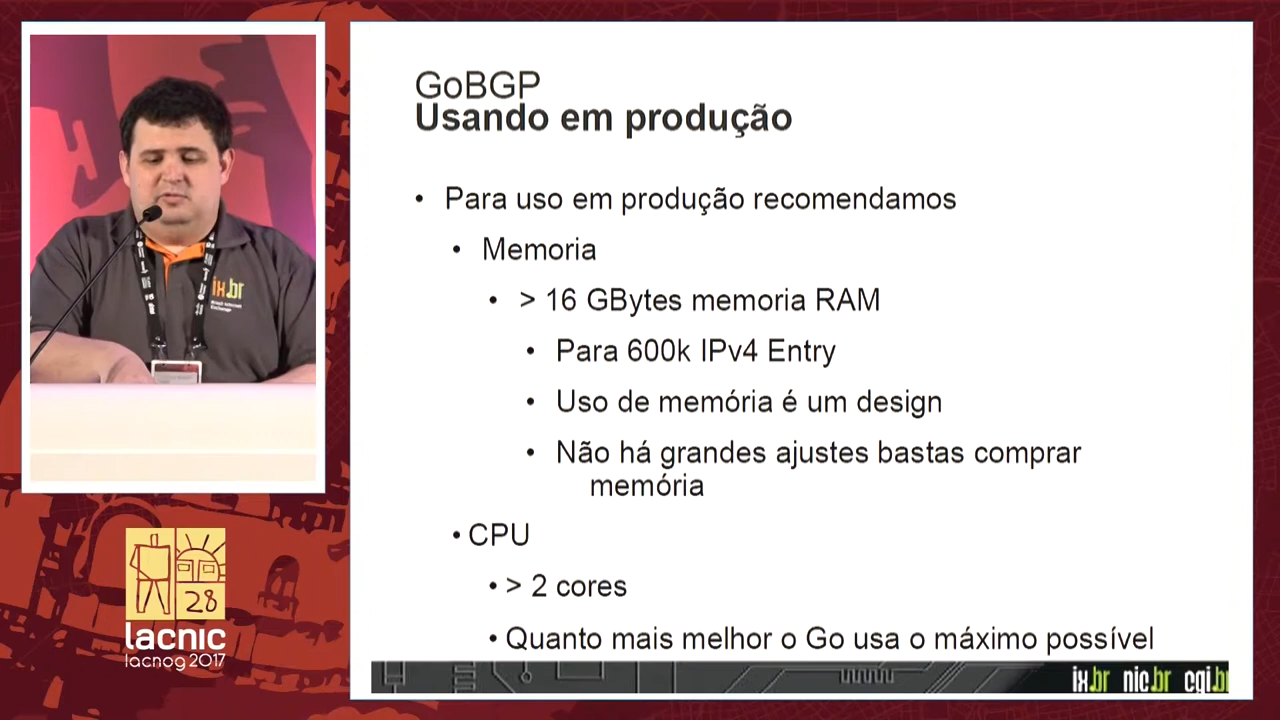 GoBGP
Usando em produção
• Para uso em produção recomendamos
• Memoria
• > 16 GBytes memoria RAM
• Para 600k IPv4 Entry
• Uso de memória é um design
• Não há grandes ajustes bastas comprar
memória
• CPU
• > 2 cores
• Quanto mais melhor o Go usa o máximo possível
ix.br nic.br cgi.br
ix.br
28
lacnic
lacnog 2017